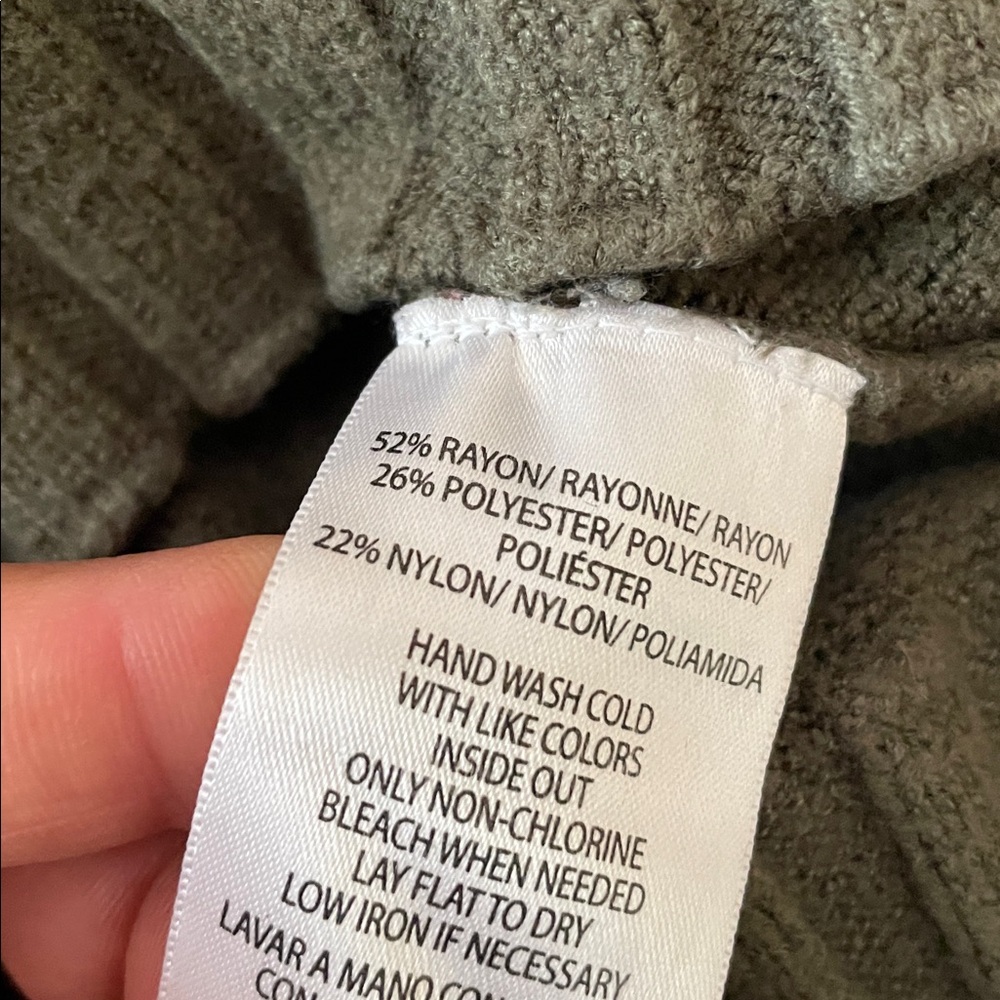 52% RAYON/ RAYONNE/ RAYON
26% POLYESTER/ POLYESTER/
POLIÉSTER
22% NYLON/ NYLON/ POLIAMIDA
HAND WASH COLD
WITH LIKE COLORS
INSIDE OUT
ONLY NON-CHLORINE
BLEACH WHEN NEEDED
LAY FLAT TO DRY
LOW IRON IF NECESSARY
LAVAR A MANO